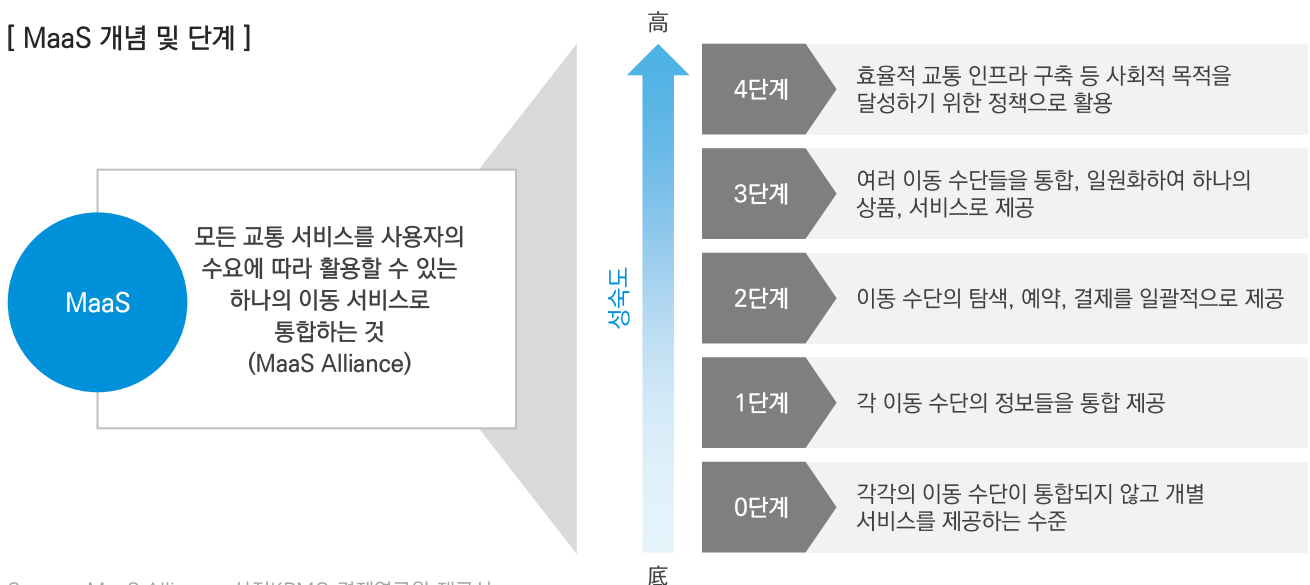 [ MaaS 개념 및 단계 ]
MaaS
모든 교통 서비스를 사용자의
수요에 따라 활용할 수 있는
하나의 이동 서비스로
통합하는 것
(MaaS Alliance)
高
성숙도
底
4단계
효율적 교통 인프라 구축 등 사회적 목적을
달성하기 위한 정책으로 활용
3단계
여러 이동 수단들을 통합, 일원화하여 하나의
상품, 서비스로 제공
2단계
이동 수단의 탐색, 예약, 결제를 일괄적으로 제공
1단계
각 이동 수단의 정보들을 통합 제공
0단계
각각의 이동 수단이 통합되지 않고 개별
서비스를 제공하는 수준